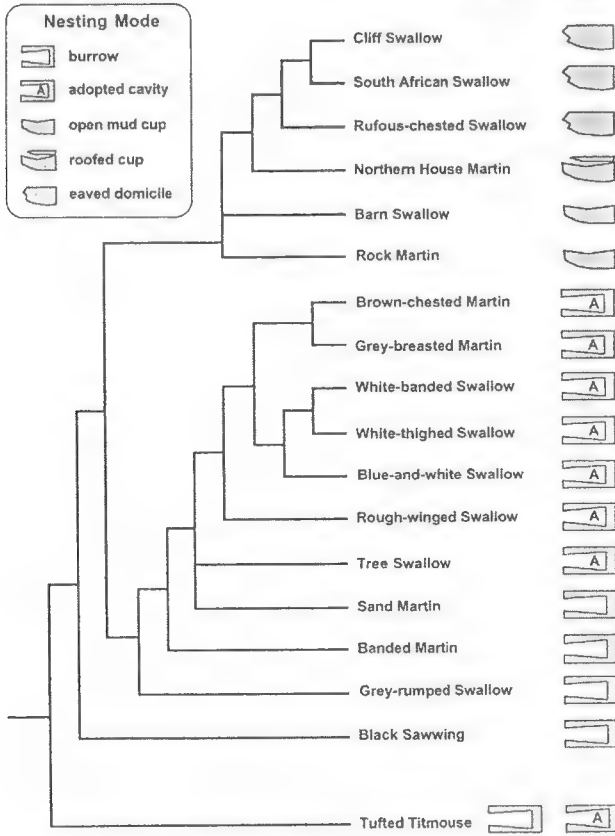 Nesting Mode
burrow
A adopted cavity
open mud cup
roofed cup
eaved domicile
Cliff Swallow
South African Swallow
Rufous-chested Swallow
Northern House Martin
Barn Swallow
Rock Martin
Brown-chested Martin A
Grey-breasted Martin A
White-banded Swallow A
White-thighed Swallow A
Blue-and-white Swallow A
Rough-winged Swallow A
Tree Swallow A
Sand Martin
Banded Martin
Grey-rumped Swallow
Black Sawwing
Tufted Titmouse A